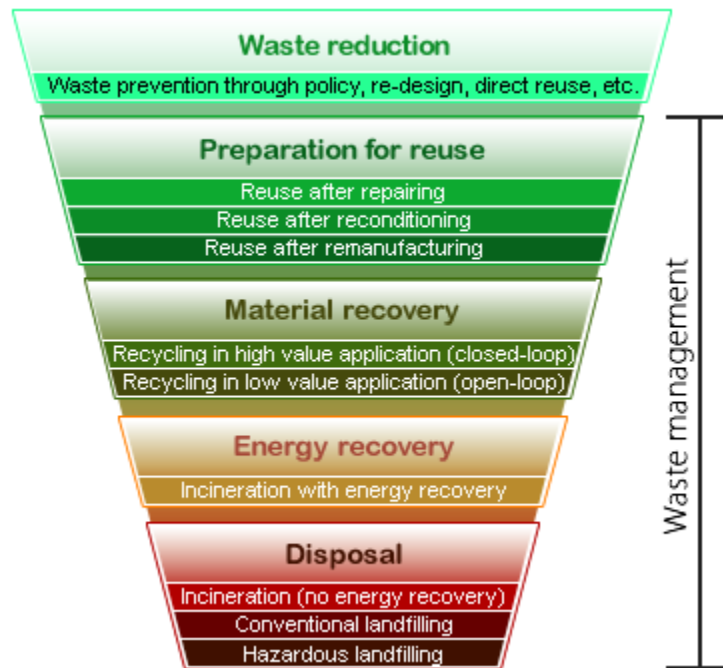 Waste reduction
Waste prevention through policy, re-design, direct reuse, etc.
Preparation for reuse
Reuse after repairing
Reuse after reconditioning
Reuse after remanufacturing
Material recovery
Recycling in high value application (closed-loop)
Recycling in low value application (open-loop)
Energy recovery
Incineration with energy recovery
Disposal
Incineration (no energy recovery)
Conventional landfilling
Hazardous landfilling
Waste management